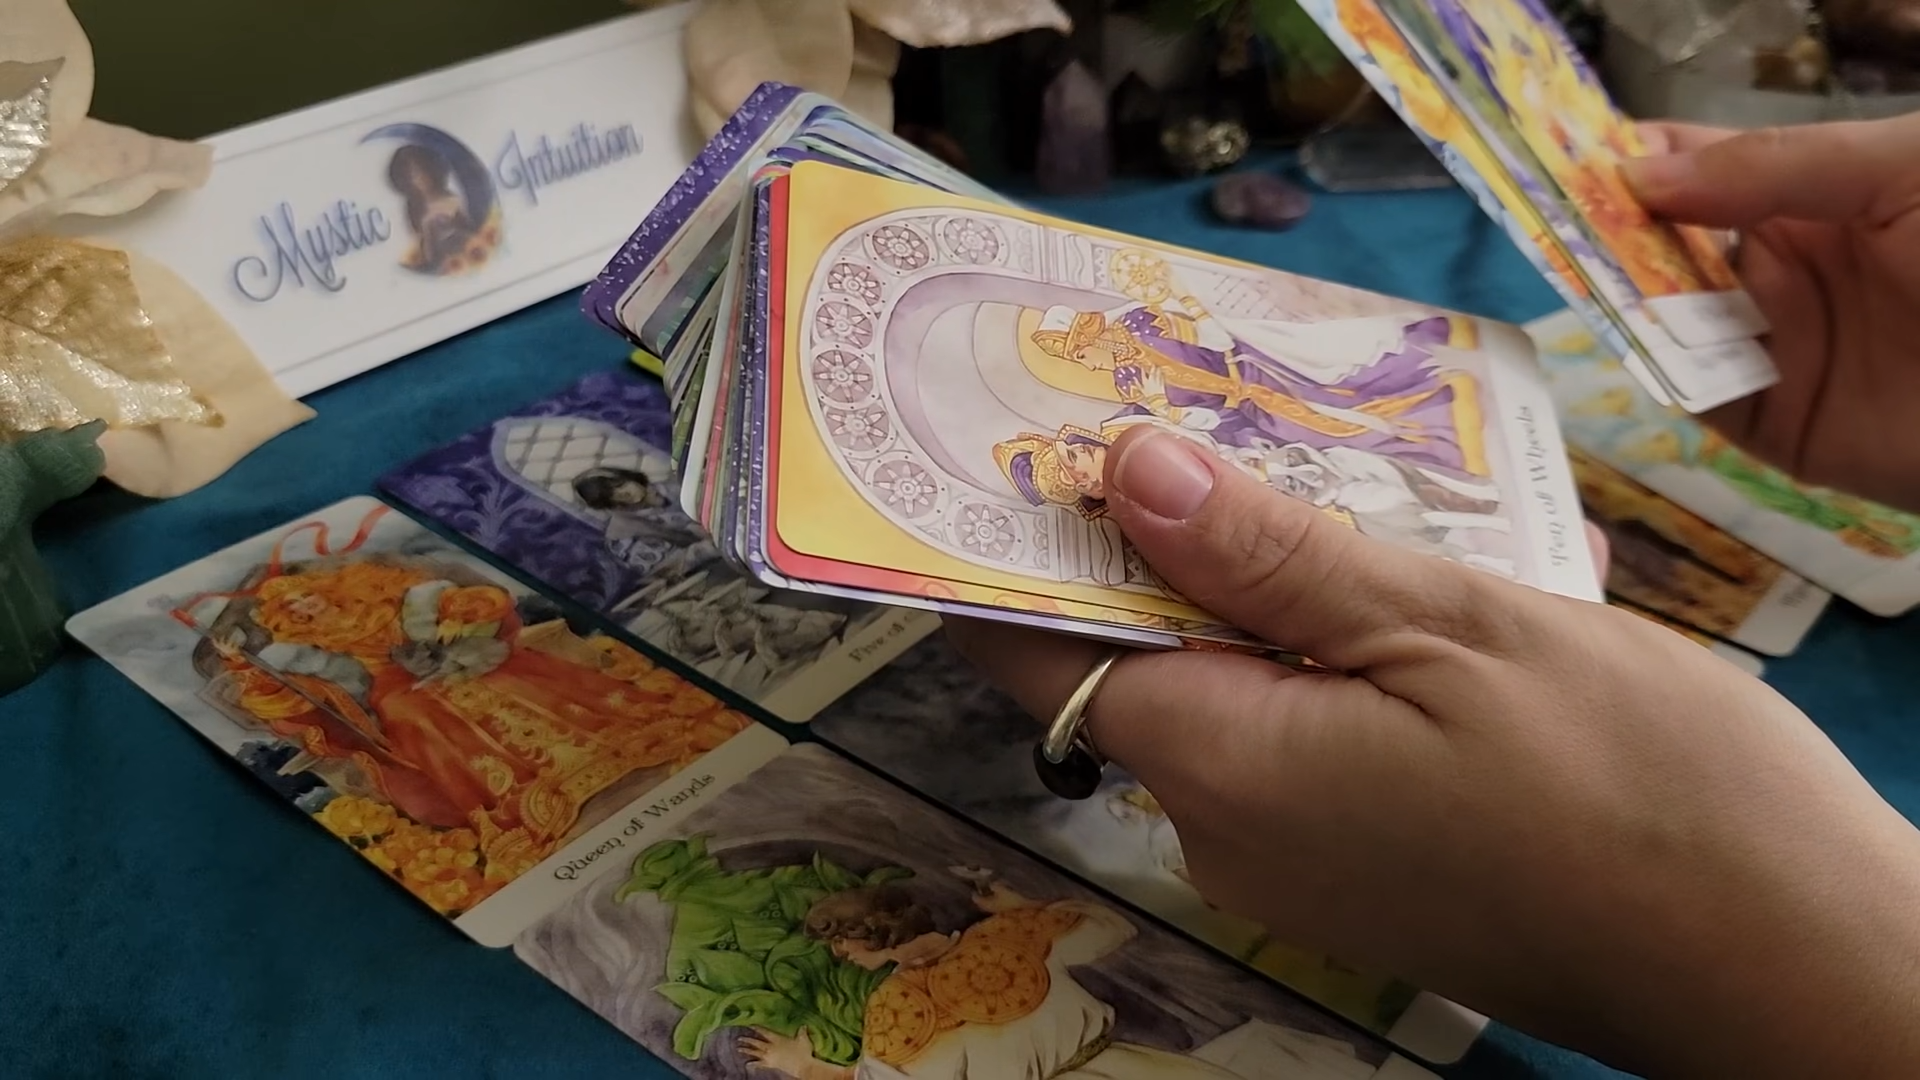 Mystic Intuition
Ten of Wheels
Five of
Queen of Wands